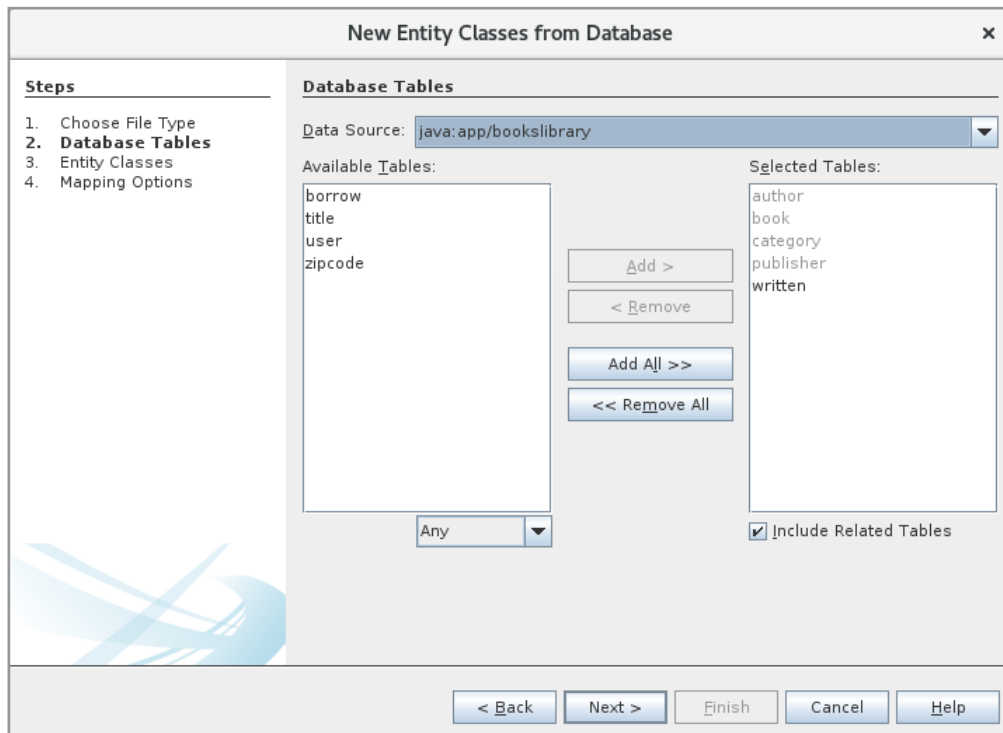 New Entity Classes from Database
×
Steps
1. Choose File Type
2. Database Tables
3. Entity Classes
4. Mapping Options
Database Tables
Data Source: java:app/bookslibrary
Available Tables:
borrow
title
user
zipcode
Any
Add >
< Remove
Add All >>
<< Remove All
Selected Tables:
author
book
category
publisher
written
Include Related Tables
< Back Next > Finish Cancel Help